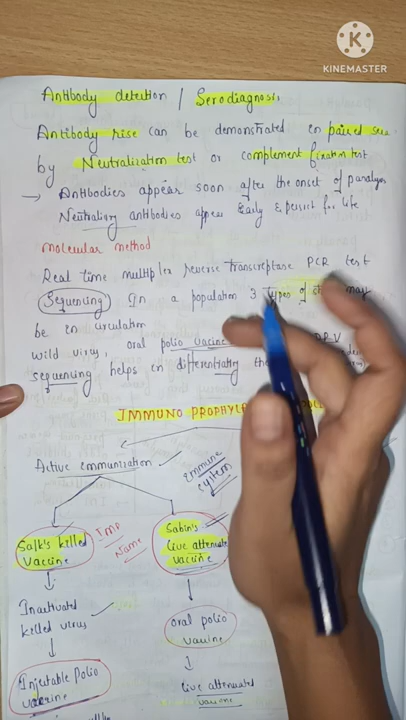 KINEMASTER
Antibody detection / Serodiagnosis
Antibody rise can be demonstrated in paired sera
by Neutralization test or complement fixation test
→ Antibodies appear soon after the onset of paralysis
Neutralizing antibodies appear Early & persist for life
Molecular method
Real time multiplex reverse transcriptase PCR test
Sequencing In a population 3 types of may
be in circulation
wild virus, oral polio vaccine
sequencing helps in differentiating
IMMUNO
Active immunization
immune system
Salk's killed vaccine
IMP Name
Sabin's live attenuated vaccine
Inactivated killed virus
oral polio vaccine
Injectable Polio vaccine
live attenuated vaccine